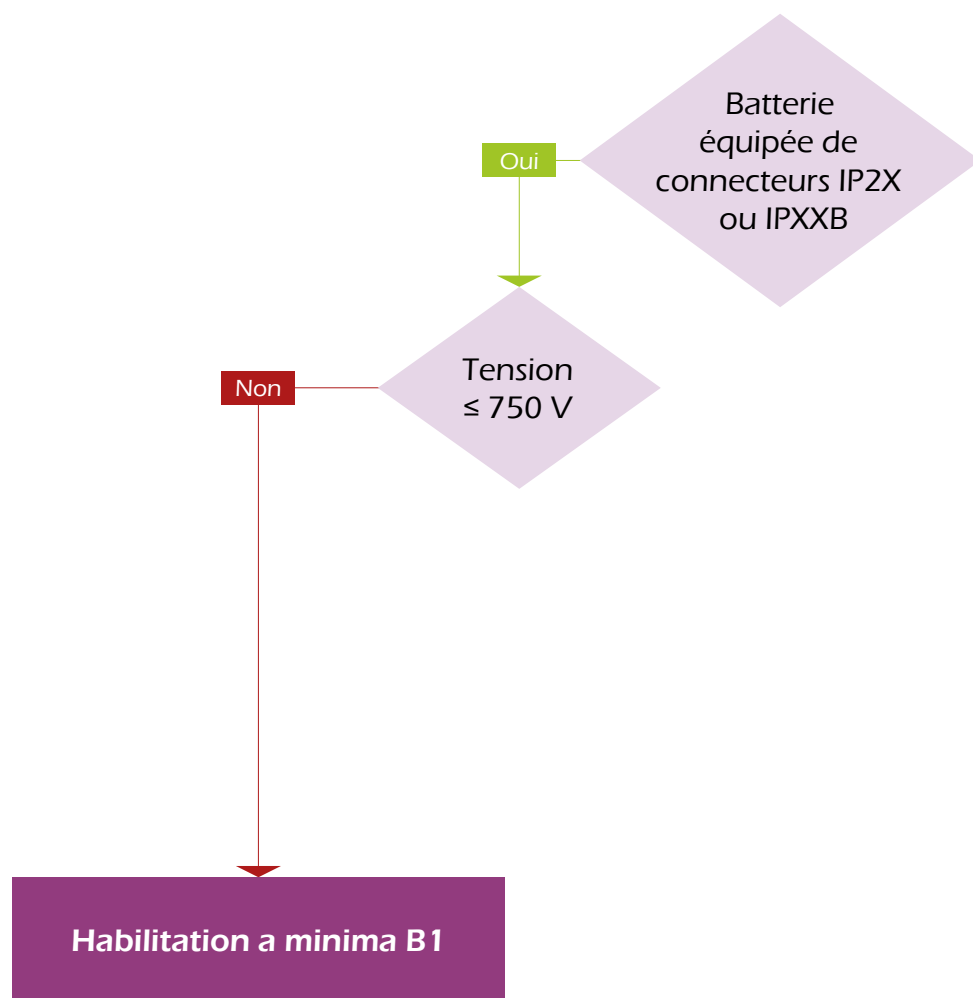 Batterie
équipée de
connecteurs IP2X
ou IPXXB
Oui
Tension
≤ 750 V
Non
Habilitation a minima B1